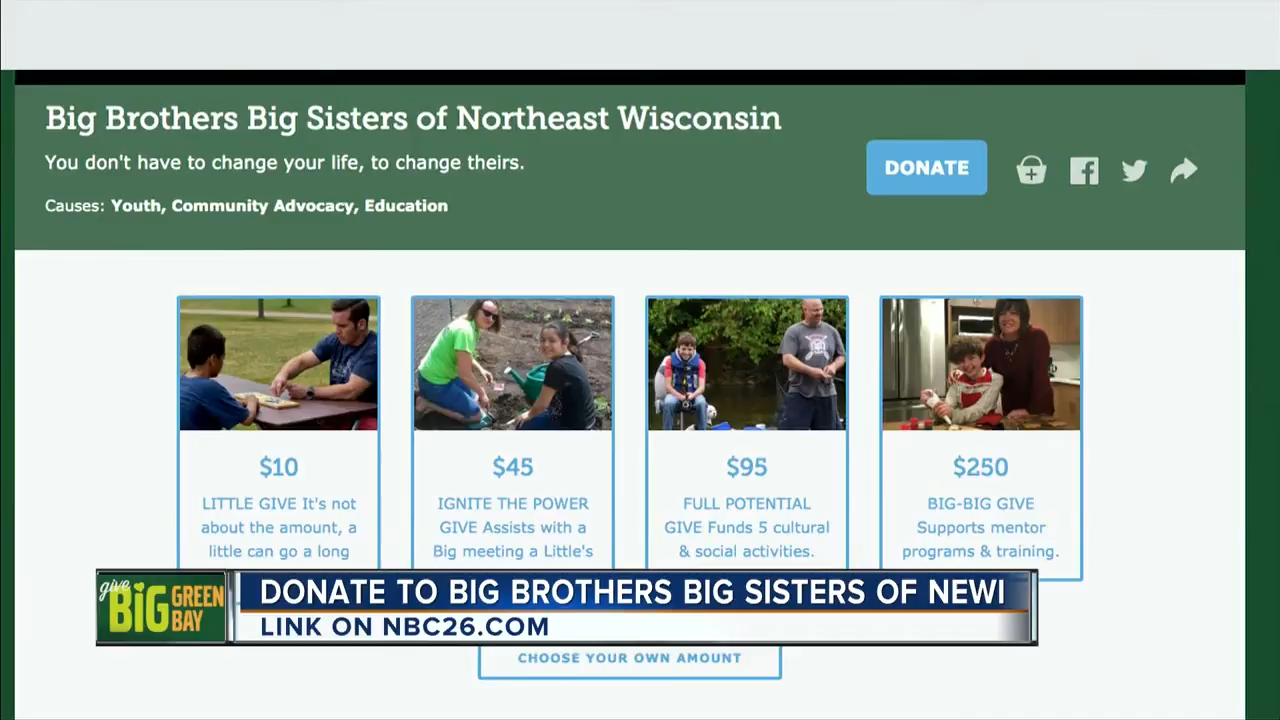 Big Brothers Big Sisters of Northeast Wisconsin
You don't have to change your life, to change theirs.
Causes: Youth, Community Advocacy, Education
DONATE
$10
LITTLE GIVE It's not
about the amount, a
little can go a long
$45
IGNITE THE POWER
GIVE Assists with a
Big meeting a Little's
$95
FULL POTENTIAL
GIVE Funds 5 cultural
& social activities.
$250
BIG-BIG GIVE
Supports mentor
programs & training.
give
BIG
GREEN
BAY
DONATE TO BIG BROTHERS BIG SISTERS OF NEWI
LINK ON NBC26.COM
CHOOSE YOUR OWN AMOUNT